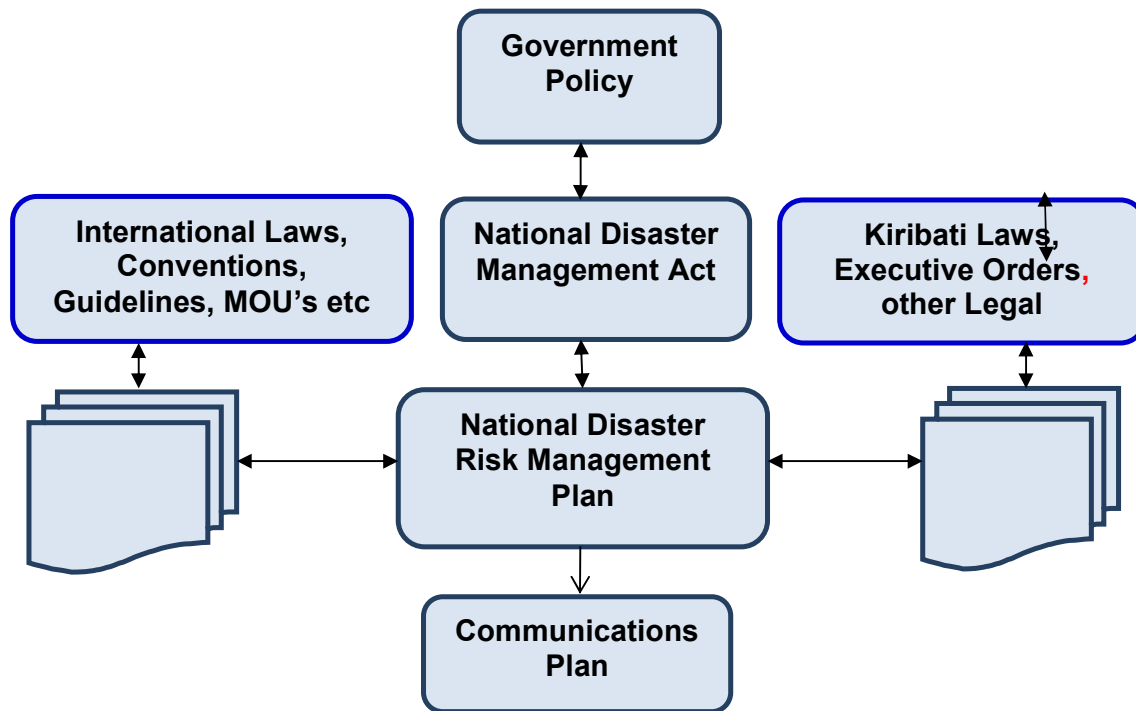 Government
Policy
International Laws,
Conventions,
Guidelines, MOU’s etc
National Disaster
Management Act
Kiribati Laws,
Executive Orders,
other Legal
National Disaster
Risk Management
Plan
Communications
Plan